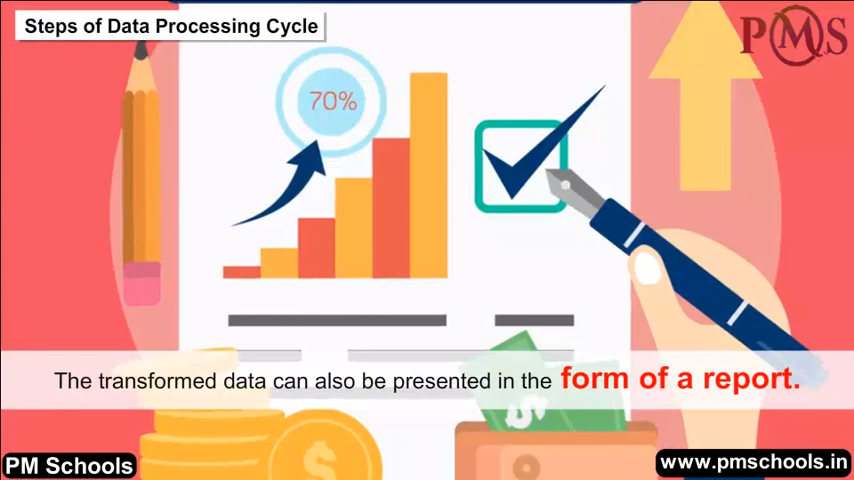 Steps of Data Processing Cycle
PMS
70%
The transformed data can also be presented in the form of a report.
$
$
PM Schools
www.pmschools.in